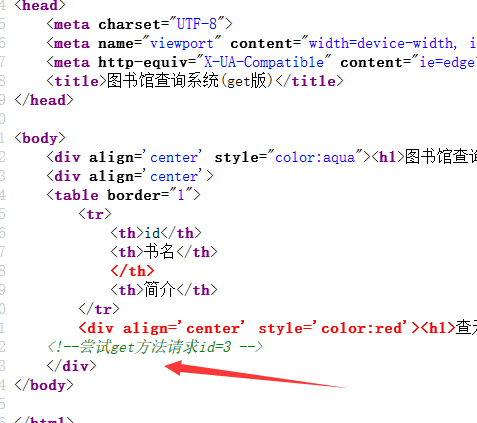 <head>
<meta charset="UTF-8">
<meta name="viewport" content="width=device-width, i
<meta http-equiv="X-UA-Compatible" content="ie=edge
<title>图书馆查询系统(get版)</title>
</head>
<body>
<div align='center' style="color:aqua"><h1>图书馆查询
<div align='center'>
<table border="1">
<tr>
<th>id</th>
<th>书名</th>
</th>
<th>简介</th>
</tr>
<div align='center' style='color:red'><h1>查
<!--尝试get方法请求id=3 -->
</div>
</body>
</html>